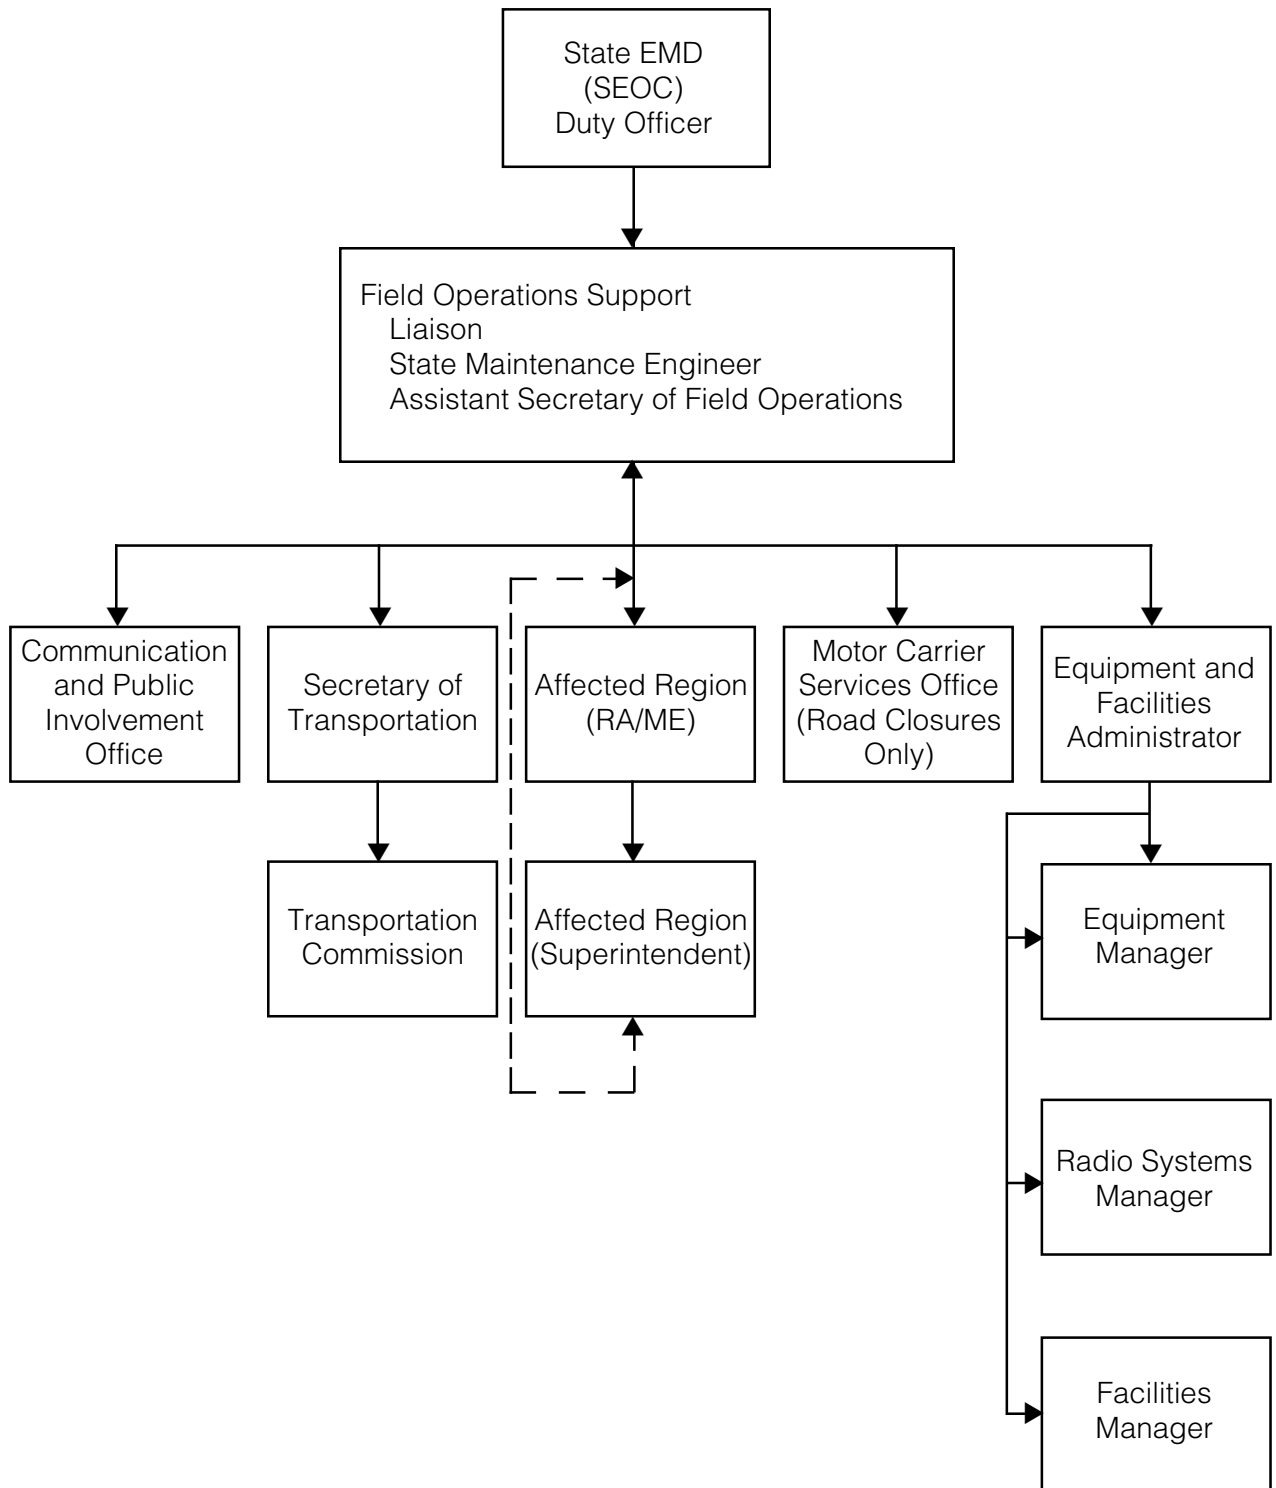 State EMD
(SEOC)
Duty Officer
Field Operations Support
Liaison
State Maintenance Engineer
Assistant Secretary of Field Operations
Communication
and Public
Involvement
Office
Secretary of
Transportation
Affected Region
(RA/ME)
Motor Carrier
Services Office
(Road Closures
Only)
Equipment and
Facilities
Administrator
Transportation
Commission
Affected Region
(Superintendent)
Equipment
Manager
Radio Systems
Manager
Facilities
Manager